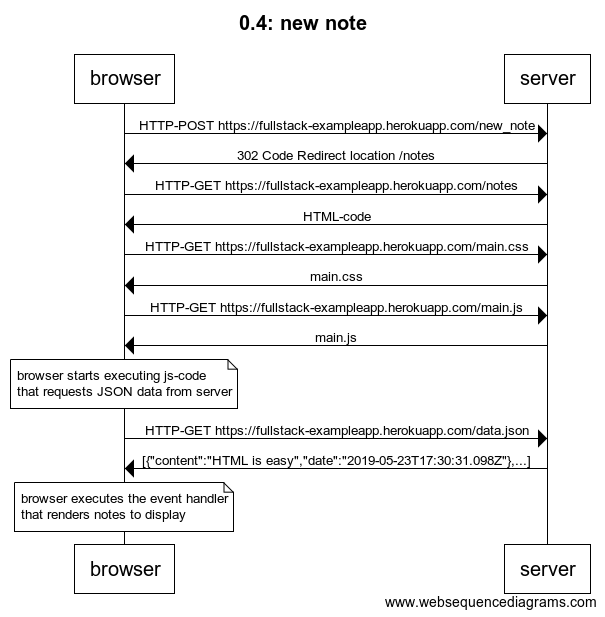 0.4: new note
browser
server
HTTP-POST https://fullstack-exampleapp.herokuapp.com/new_note
302 Code Redirect location /notes
HTTP-GET https://fullstack-exampleapp.herokuapp.com/notes
HTML-code
HTTP-GET https://fullstack-exampleapp.herokuapp.com/main.css
main.css
HTTP-GET https://fullstack-exampleapp.herokuapp.com/main.js
main.js
browser starts executing js-code
that requests JSON data from server
HTTP-GET https://fullstack-exampleapp.herokuapp.com/data.json
[{"content":"HTML is easy","date":"2019-05-23T17:30:31.098Z"},...]
browser executes the event handler
that renders notes to display
browser
server
www.websequencediagrams.com